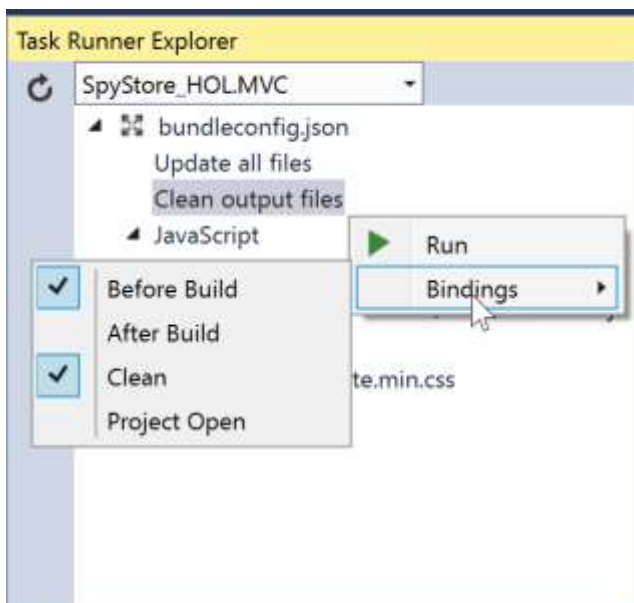 Task Runner Explorer
SpyStore_HOL.MVC
bundleconfig.json
Update all files
Clean output files
JavaScript
Run
Bindings
Before Build
After Build
Clean
Project Open
te.min.css